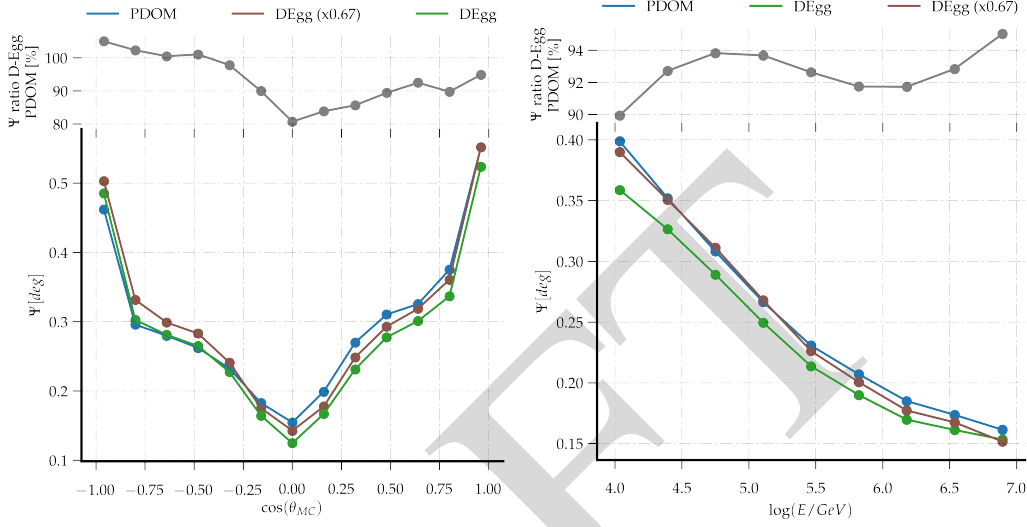 PDOM DEgg (x0.67) DEgg
Ψ ratio D-Egg
PDOM [%]
100
90
80
Ψ[deg]
0.5
0.4
0.3
0.2
0.1
−1.00 −0.75 −0.50 −0.25 0.00 0.25 0.50 0.75 1.00
cos(θMC)
PDOM DEgg DEgg (x0.67)
Ψ ratio D-Egg
PDOM [%]
94
92
90
Ψ[deg]
0.40
0.35
0.30
0.25
0.20
0.15
4.0 4.5 5.0 5.5 6.0 6.5 7.0
log(E/GeV)
FT